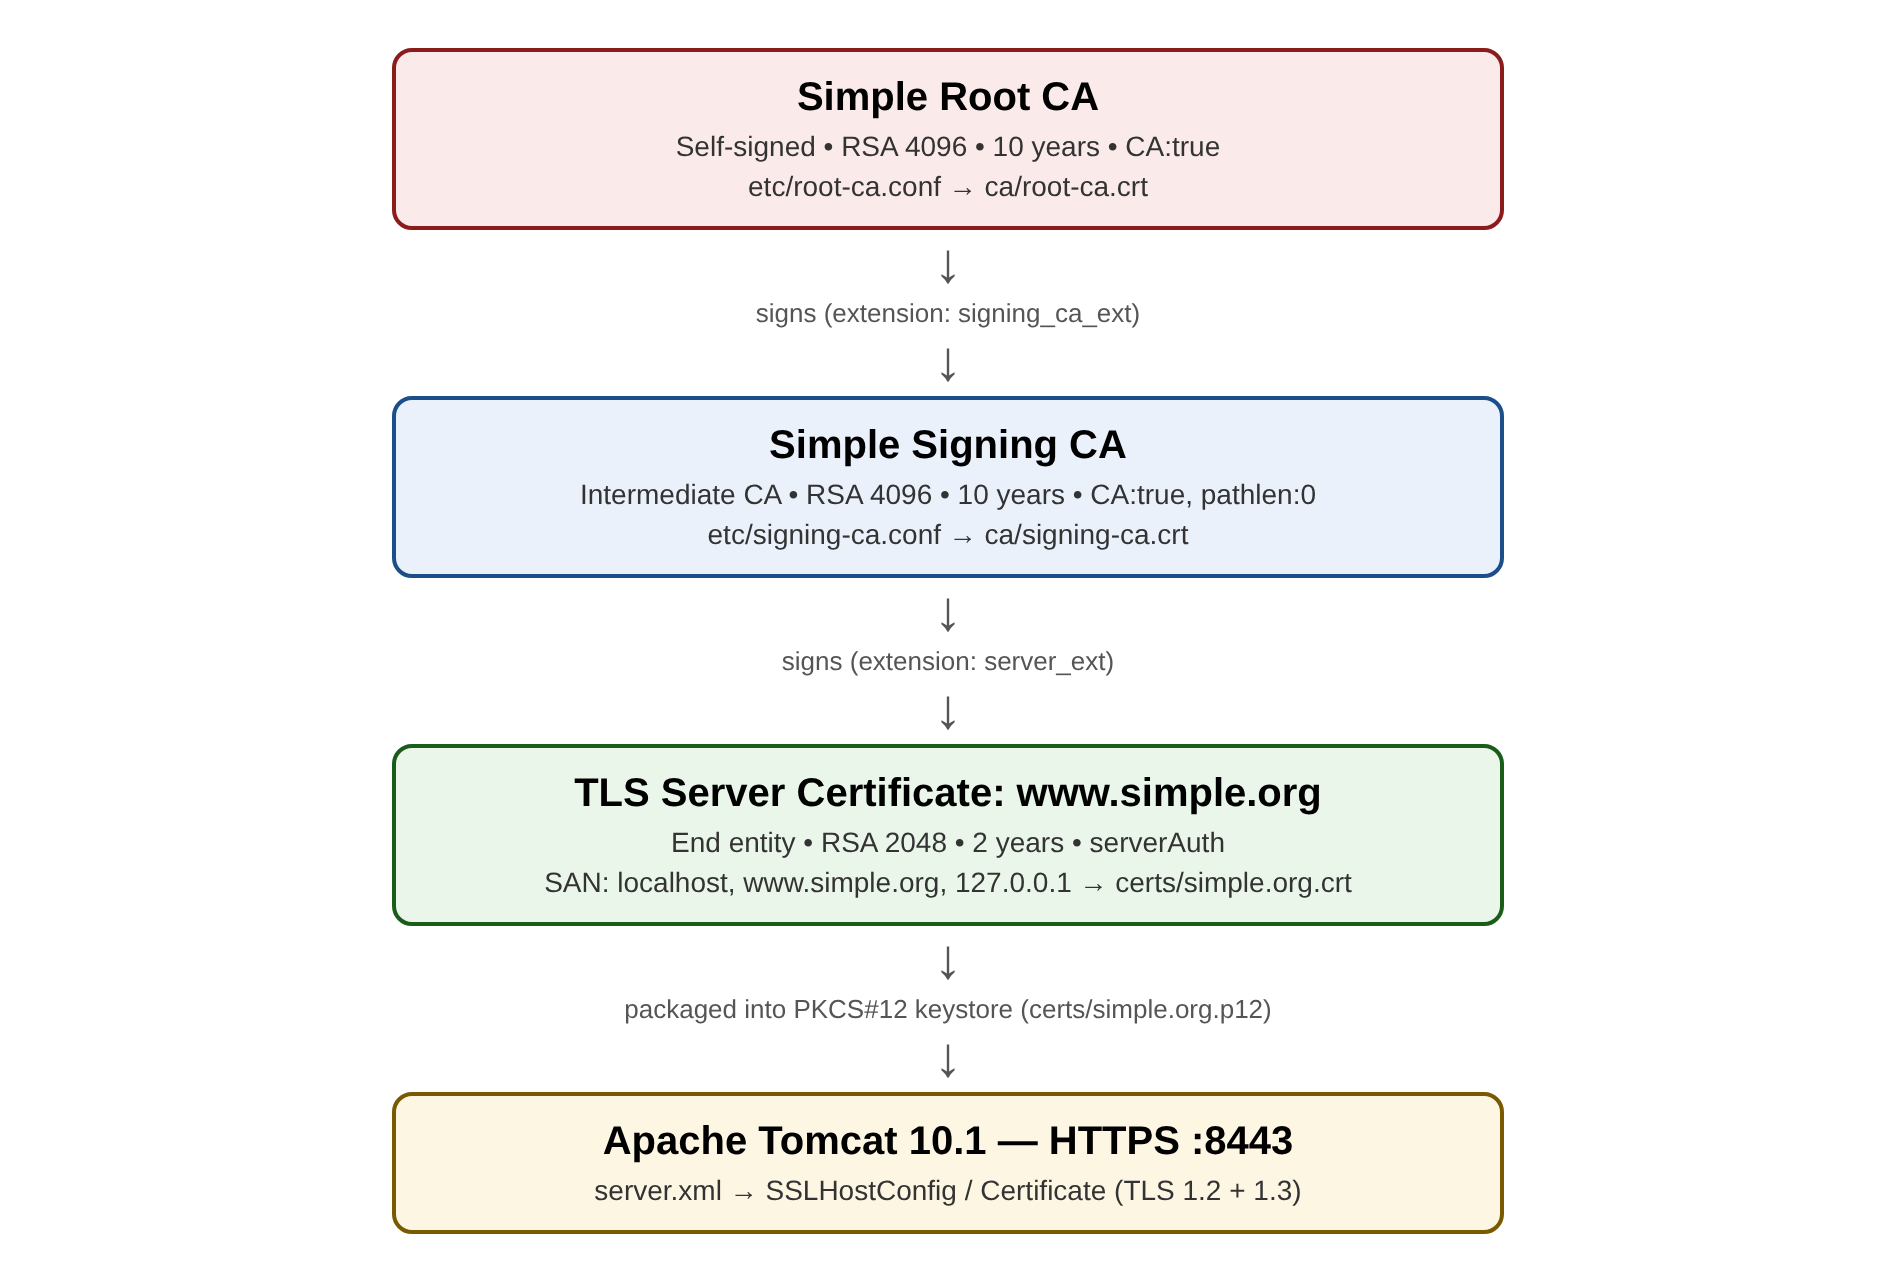 Simple Root CA
Self-signed • RSA 4096 • 10 years • CA:true
etc/root-ca.conf → ca/root-ca.crt
↓
signs (extension: signing_ca_ext)
↓
Simple Signing CA
Intermediate CA • RSA 4096 • 10 years • CA:true, pathlen:0
etc/signing-ca.conf → ca/signing-ca.crt
↓
signs (extension: server_ext)
↓
TLS Server Certificate: www.simple.org
End entity • RSA 2048 • 2 years • serverAuth
SAN: localhost, www.simple.org, 127.0.0.1 → certs/simple.org.crt
↓
packaged into PKCS#12 keystore (certs/simple.org.p12)
↓
Apache Tomcat 10.1 — HTTPS :8443
server.xml → SSLHostConfig / Certificate (TLS 1.2 + 1.3)